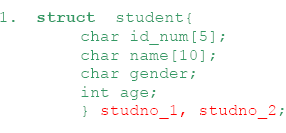 1. struct student{
char id_num[5];
char name[10];
char gender;
int age;
} studno_1, studno_2;